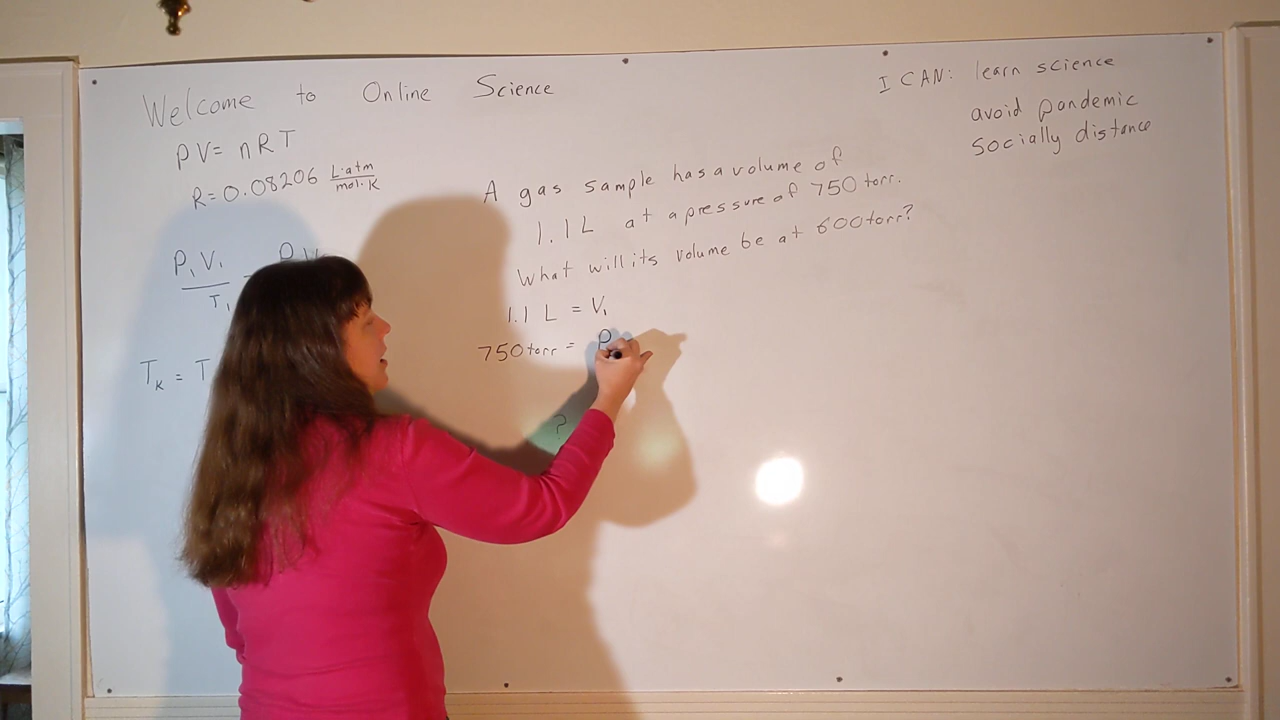 Welcome to Online Science
PV = nRT
R = 0.08206 L·atm / mol·K
P₁V₁ / T₁
T_K = T
I CAN: learn science
avoid pandemic
socially distance
A gas sample has a volume of
1.1 L at a pressure of 750 torr.
What will its volume be at 600 torr?
1.1 L = V₁
750 torr = P
?